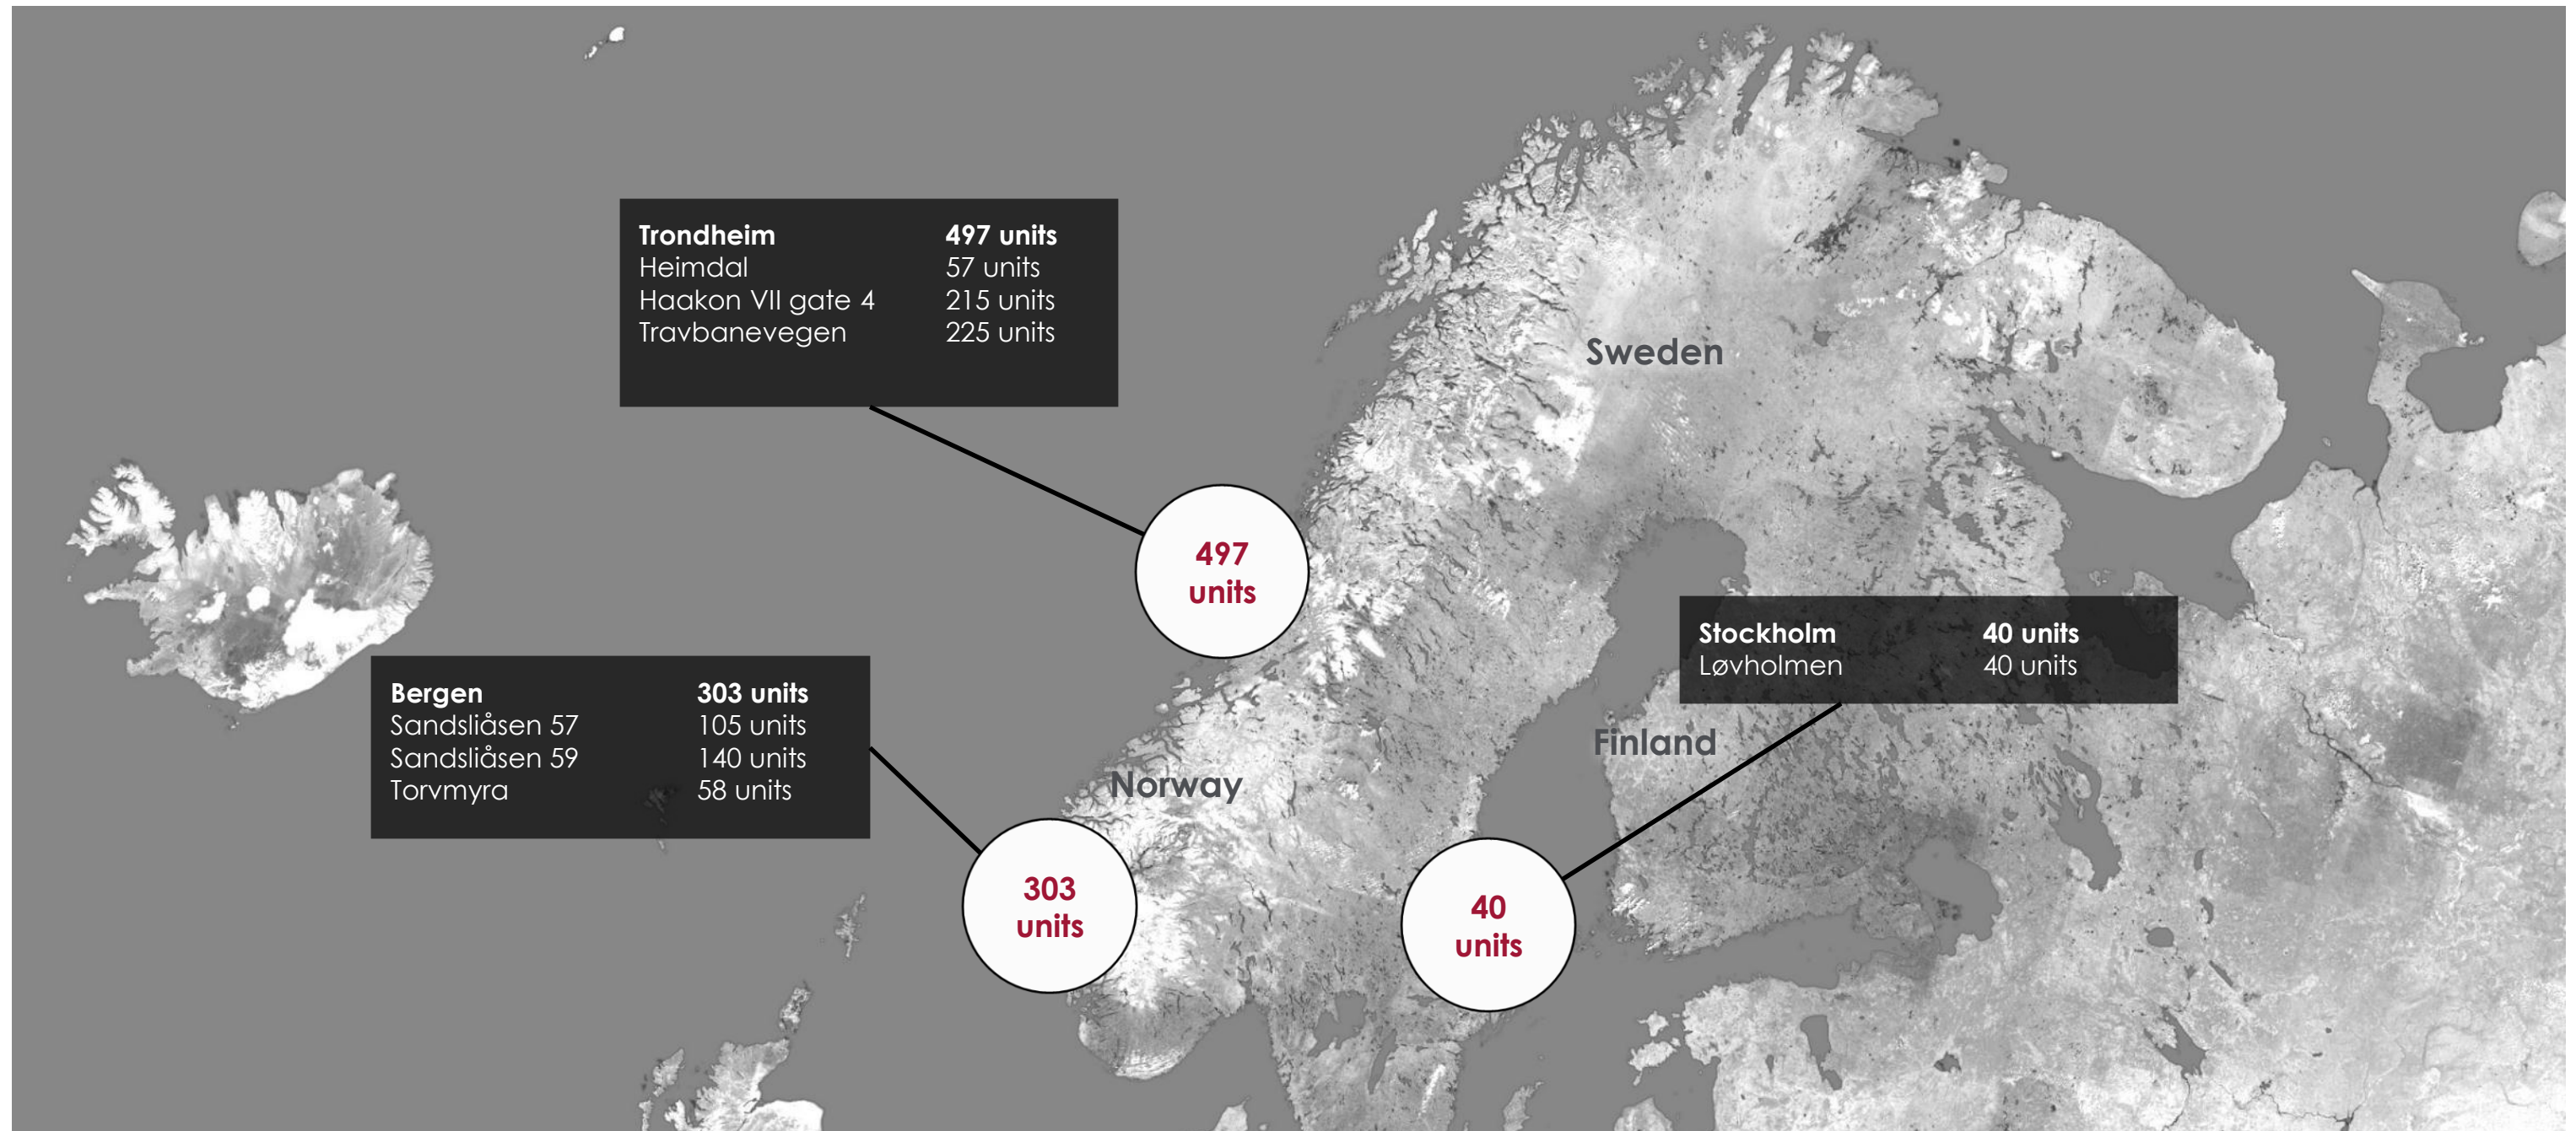 Trondheim 497 units
Heimdal 57 units
Haakon VII gate 4 215 units
Travbanevegen 225 units
Sweden
497
units
Stockholm 40 units
Løvholmen 40 units
Bergen 303 units
Sandsliåsen 57 105 units
Sandsliåsen 59 140 units
Torvmyra 58 units
Finland
Norway
303
units
40
units